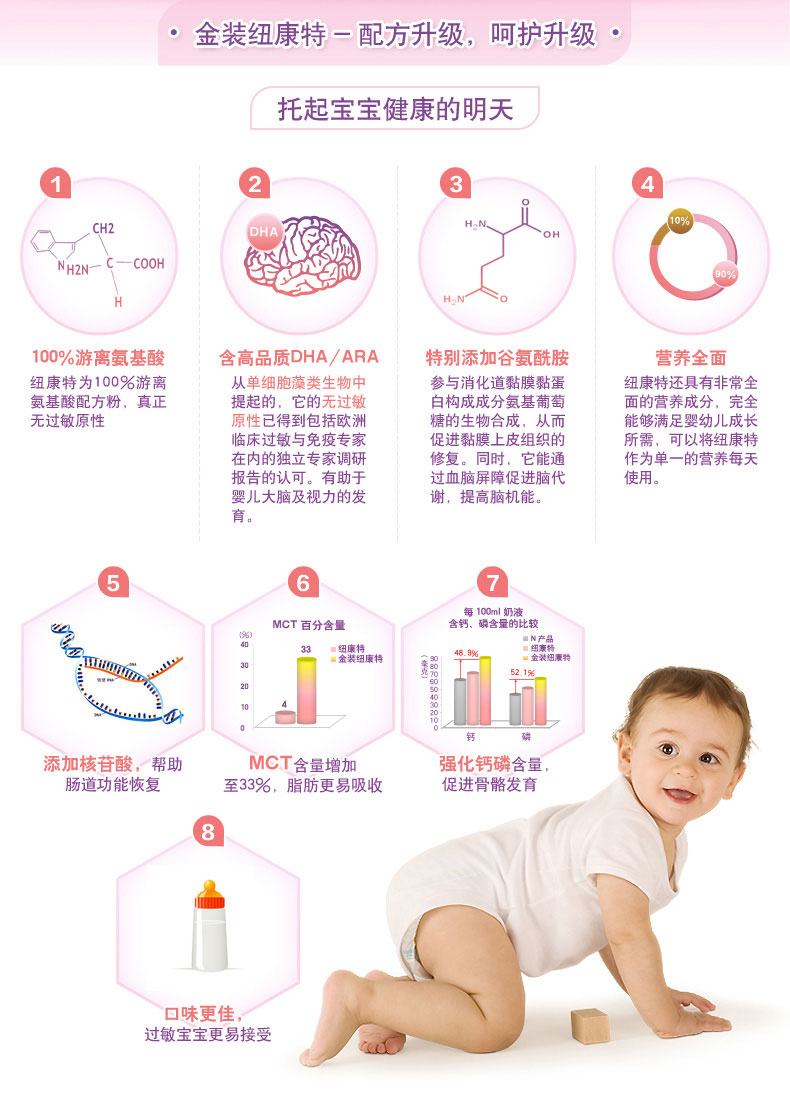 · 金装纽康特－配方升级，呵护升级 ·
托起宝宝健康的明天
1
CH2
N
H2N
C
COOH
H
100%游离氨基酸
纽康特为100%游离
氨基酸配方粉，真正
无过敏原性
2
DHA
含高品质DHA/ARA
从单细胞藻类生物中
提起的，它的无过敏
原性已得到包括欧洲
临床过敏与免疫专家
在内的独立专家调研
报告的认可。有助于
婴儿大脑及视力的发
育。
3
H2N
O
OH
H2N
O
特别添加谷氨酰胺
参与消化道黏膜黏蛋
白构成成分氨基葡萄
糖的生物合成，从而
促进黏膜上皮组织的
修复。同时，它能通
过血脑屏障促进脑代
谢，提高脑机能。
4
10%
90%
营养全面
纽康特还具有非常全
面的营养成分，完全
能够满足婴幼儿成长
所需，可以将纽康特
作为单一的营养每天
使用。
5
DNA
DNA
添加核苷酸，帮助
肠道功能恢复
6
MCT 百分含量
(%)
40
30
20
10
0
4
33
纽康特
金装纽康特
MCT含量增加
至33%，脂肪更易吸收
7
每 100ml 奶液
含钙、磷含量的比较
N 产品
纽康特
金装纽康特
（毫克）
90
80
70
60
50
40
30
20
10
0
48.9%
52.1%
钙
磷
强化钙磷含量，
促进骨骼发育
8
口味更佳，
过敏宝宝更易接受